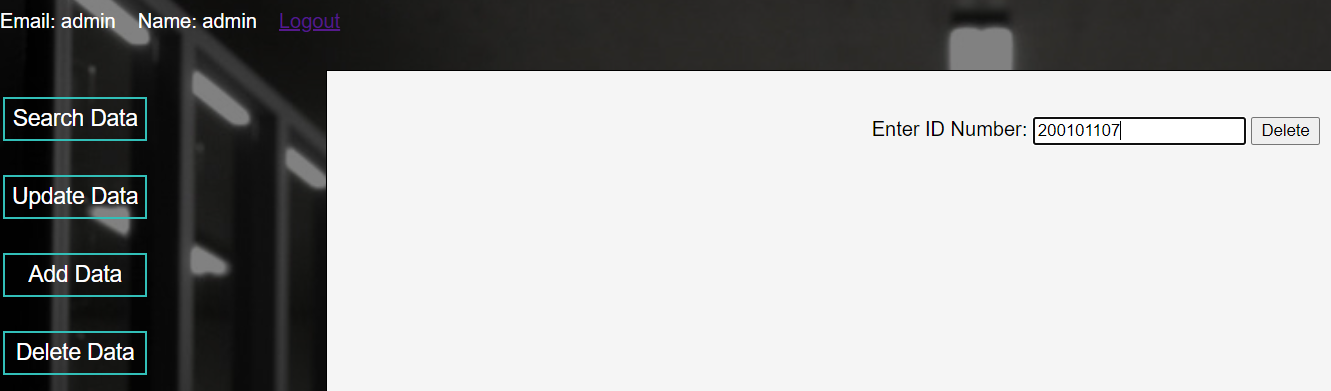 Email: admin Name: admin Logout
Search Data
Enter ID Number: 200101107 Delete
Update Data
Add Data
Delete Data